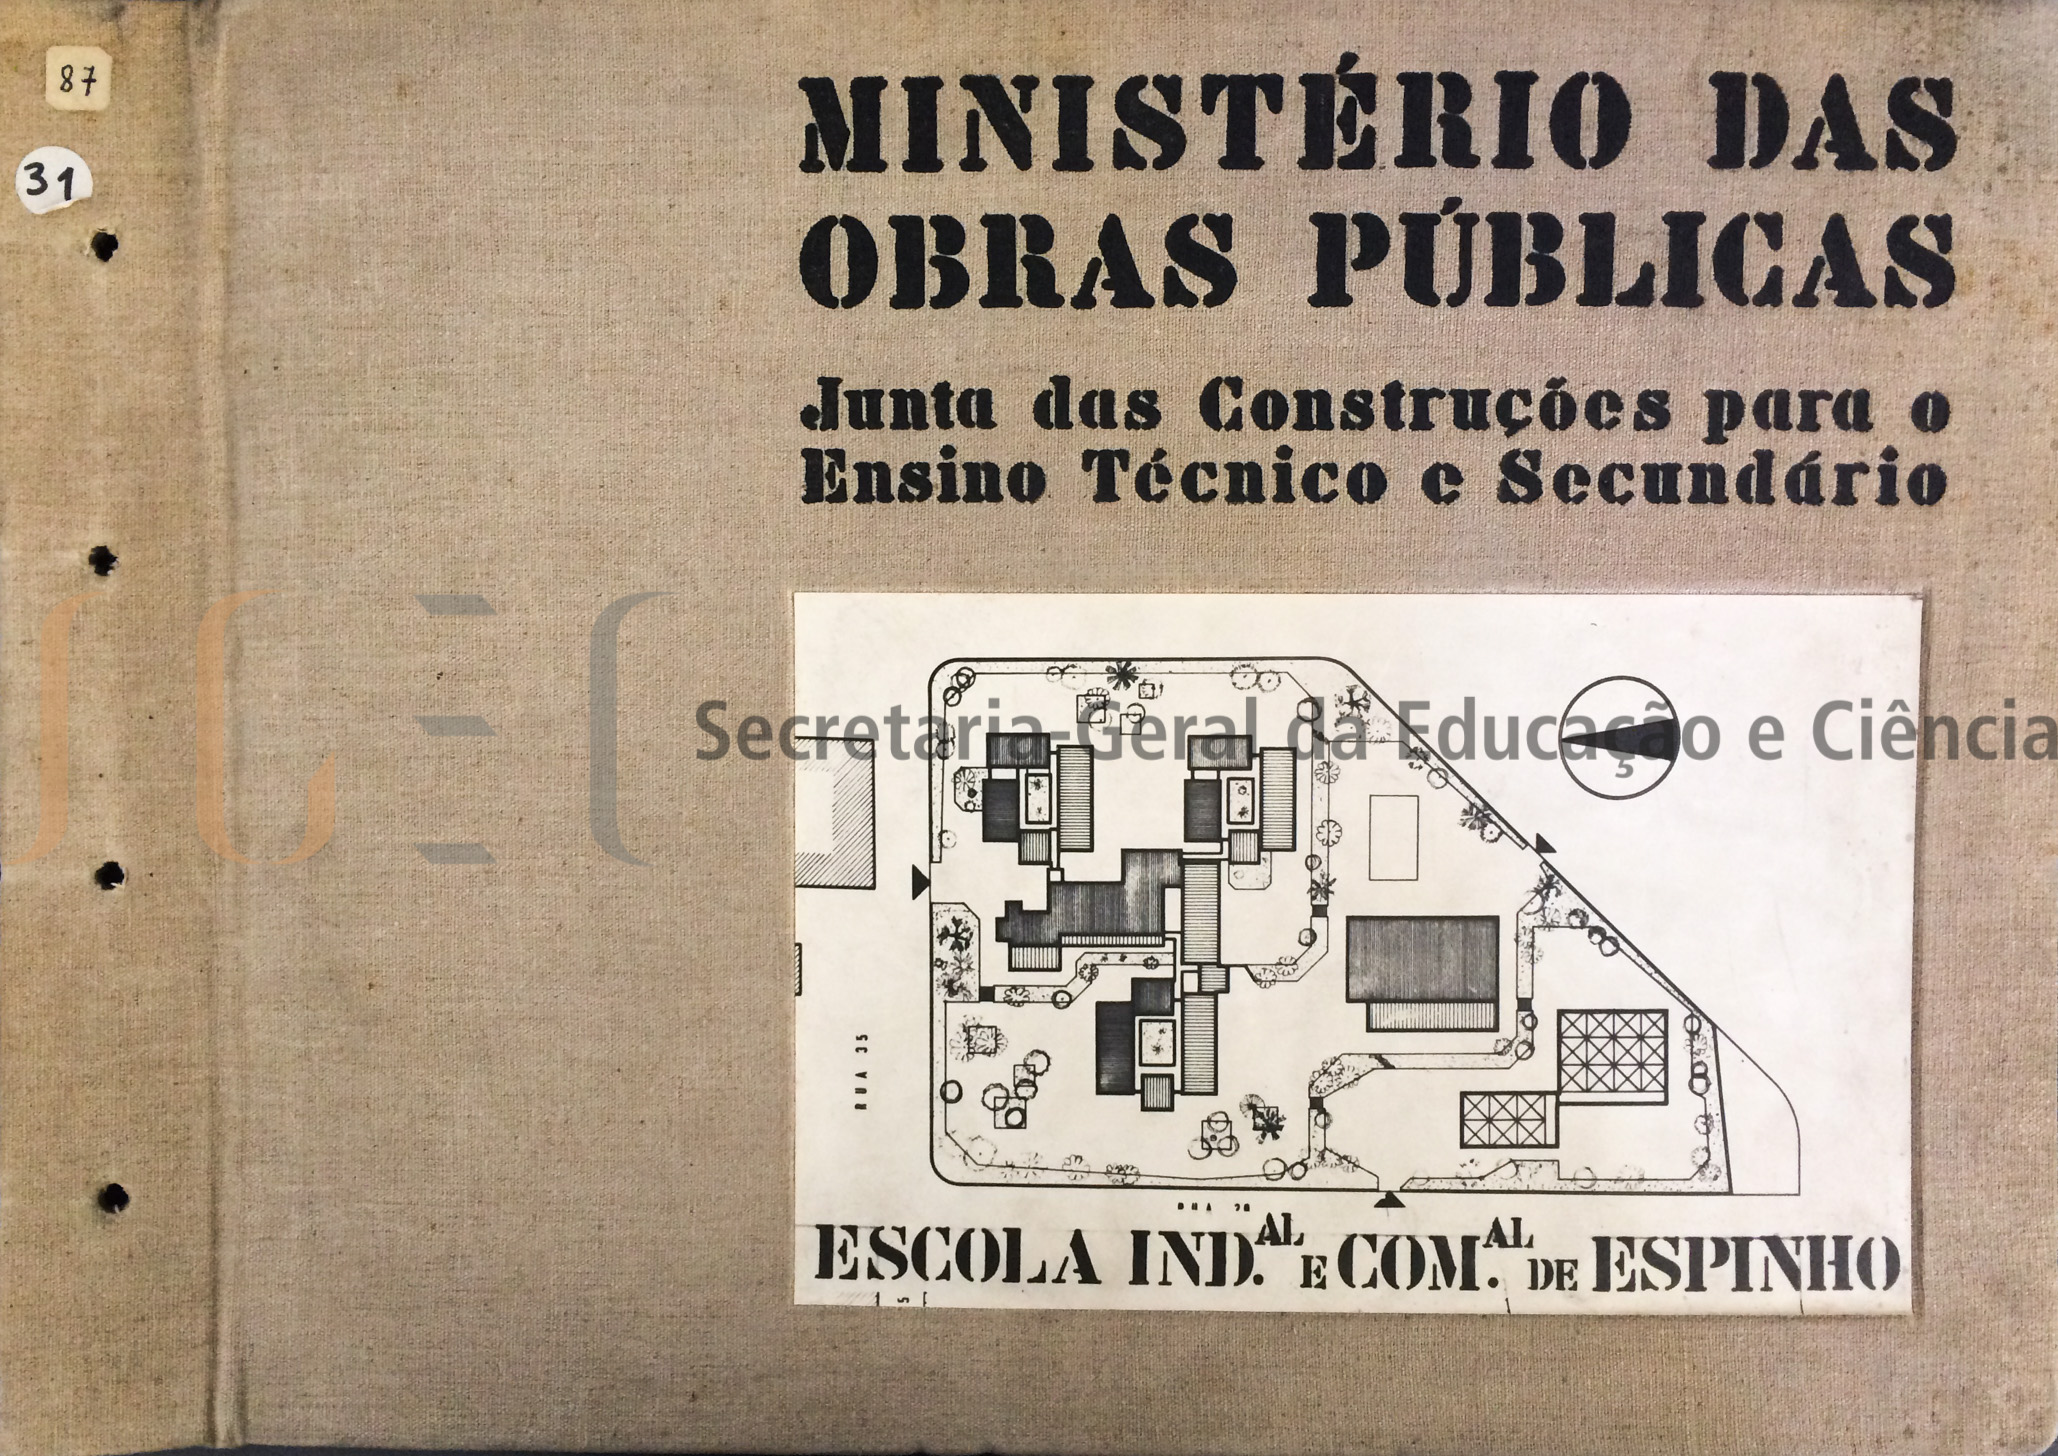 87
31
MINISTÉRIO DAS
OBRAS PÚBLICAS
Junta das Construções para o
Ensino Técnico e Secundário
SGEC
Secretaria-Geral da Educação e Ciência
RUA 35
ESCOLA IND.AL E COM.AL DE ESPINHO